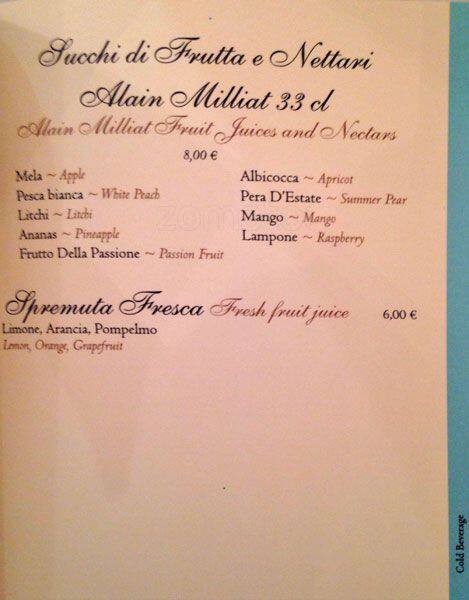 Succhi di Frutta e Nettari
Alain Milliat 33 cl
Alain Milliat Fruit Juices and Nectars
8,00 €
Mela ~ Apple
Pesca bianca ~ White Peach
Litchi ~ Litchi
Ananas ~ Pineapple
Frutto Della Passione ~ Passion Fruit
Albicocca ~ Apricot
Pera D'Estate ~ Summer Pear
Mango ~ Mango
Lampone ~ Raspberry
Spremuta Fresca Fresh fruit juice 6,00 €
Limone, Arancia, Pompelmo
Lemon, Orange, Grapefruit
Cold Beverage